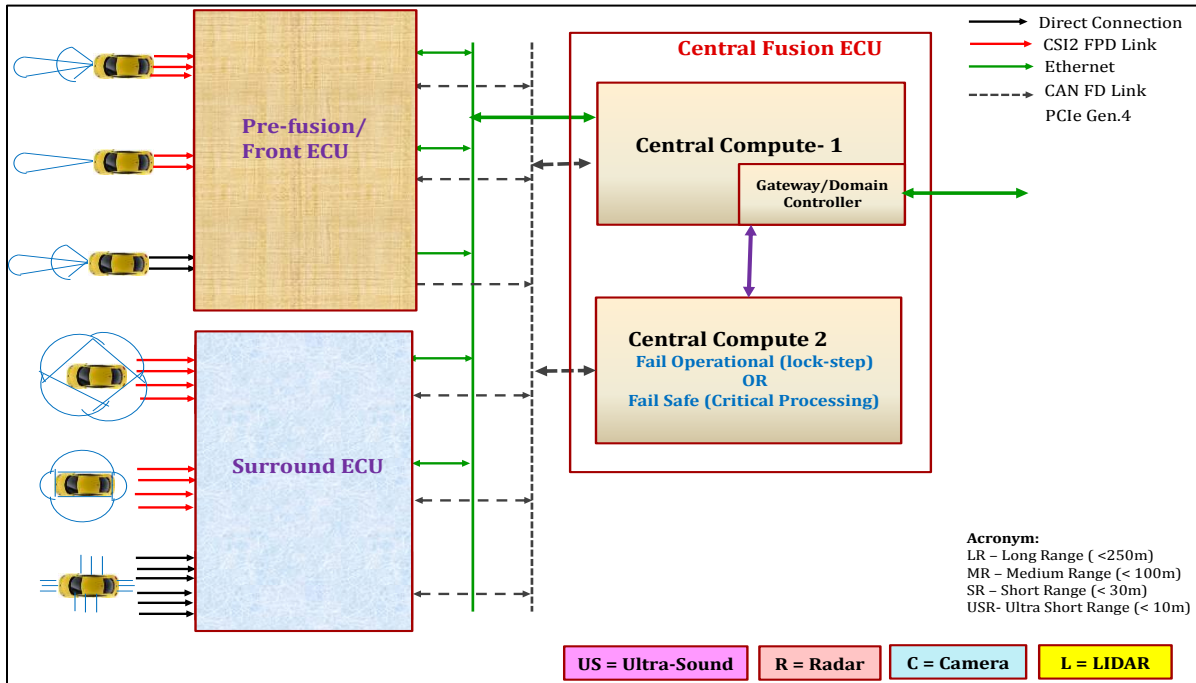 Pre-fusion/
Front ECU
Surround ECU
Central Fusion ECU
Central Compute- 1
Gateway/Domain
Controller
Central Compute 2
Fail Operational (lock-step)
OR
Fail Safe (Critical Processing)
Direct Connection
CSI2 FPD Link
Ethernet
CAN FD Link
PCIe Gen.4
Acronym:
LR – Long Range ( <250m)
MR – Medium Range (< 100m)
SR – Short Range (< 30m)
USR- Ultra Short Range (< 10m)
US = Ultra-Sound
R = Radar
C = Camera
L = LIDAR